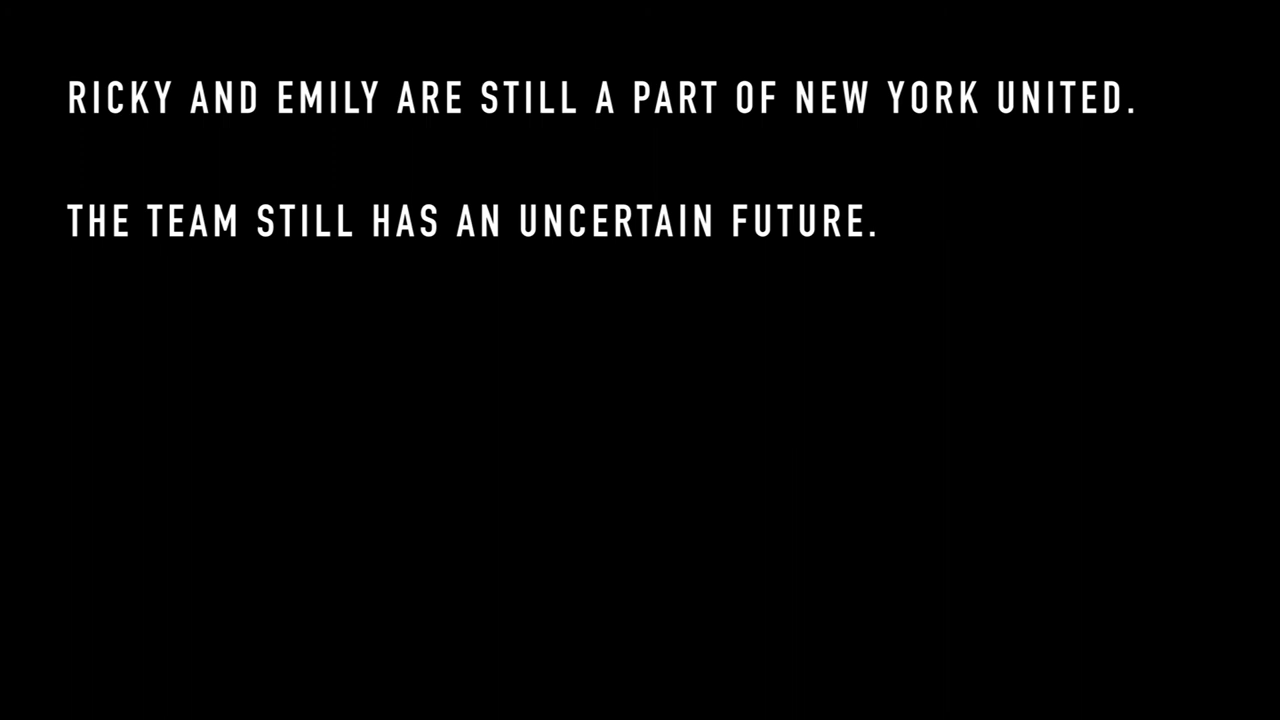 RICKY AND EMILY ARE STILL A PART OF NEW YORK UNITED.
THE TEAM STILL HAS AN UNCERTAIN FUTURE.